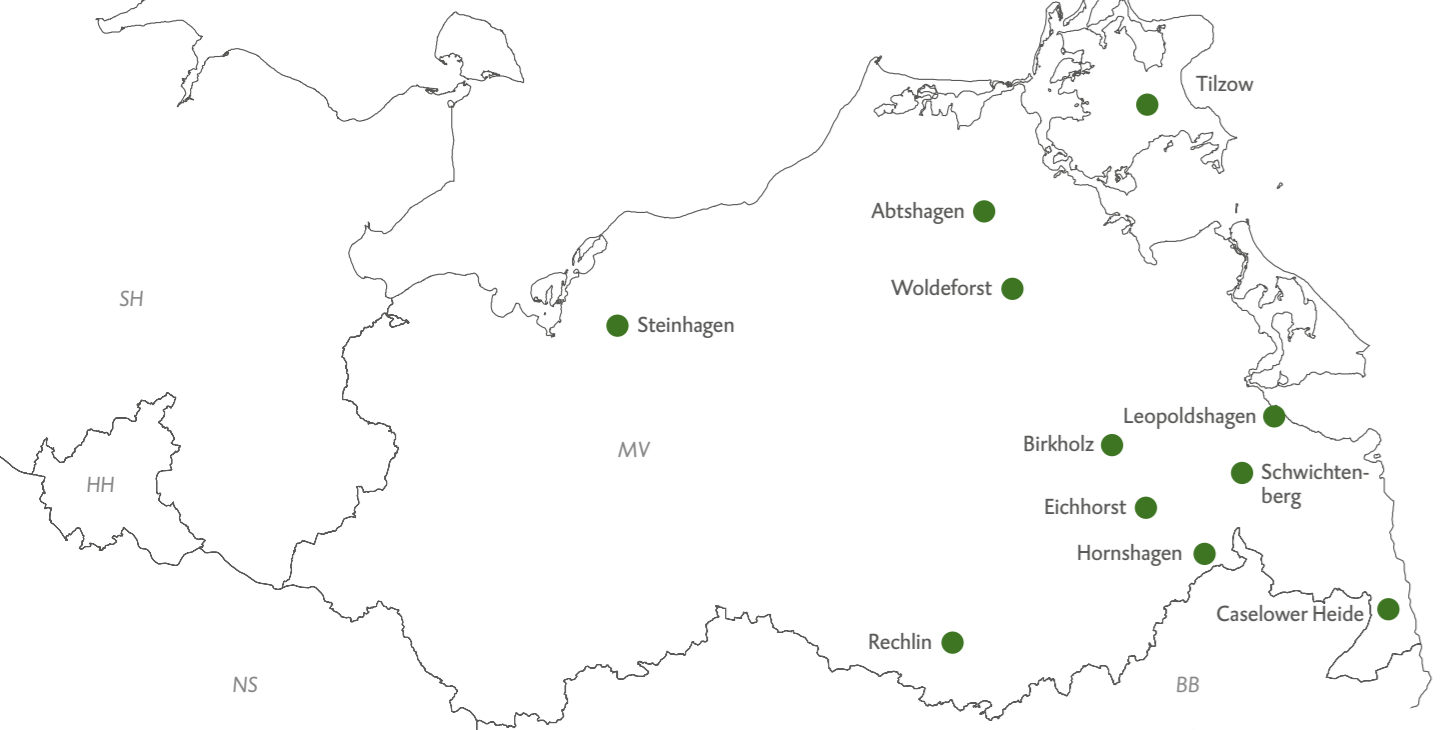 Tilzow
Abtshagen
Woldeforst
SH
Steinhagen
Leopoldshagen
Birkholz
MV
Schwichten-
berg
HH
Eichhorst
Hornshagen
Caselower Heide
Rechlin
NS
BB